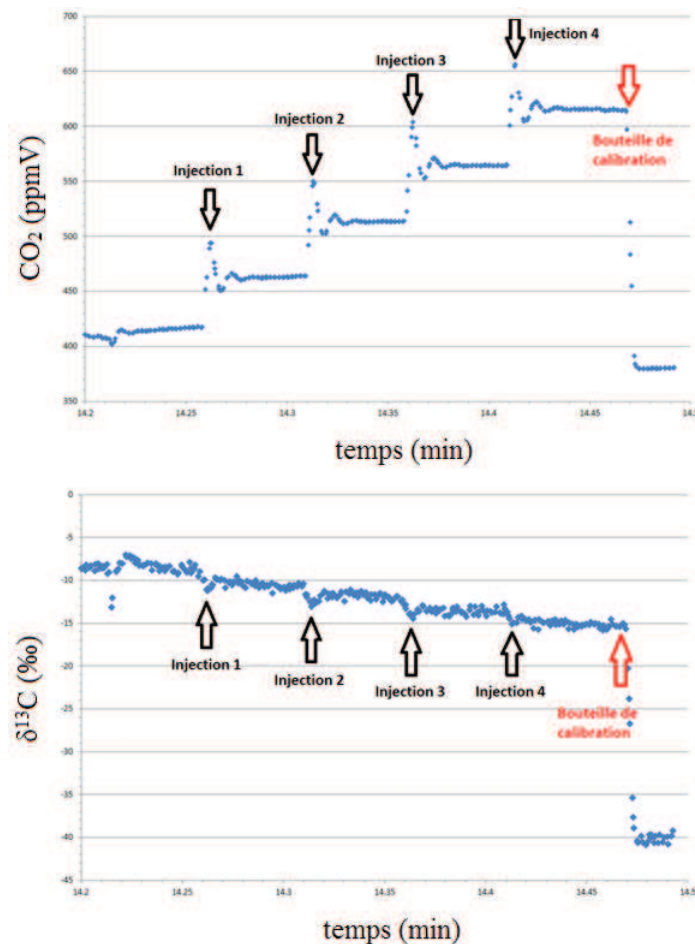 700
650
600
550
500
450
400
350
CO₂ (ppmV)
Injection 1
Injection 2
Injection 3
Injection 4
Bouteille de
calibration
14.2
14.25
14.3
14.35
14.4
14.45
temps (min)
0
-5
-10
-15
-20
-25
-30
-35
-40
-45
δ¹³C (‰)
Injection 1
Injection 2
Injection 3
Injection 4
Bouteille de
calibration
14.2
14.25
14.3
14.35
14.4
14.45
14.5
temps (min)